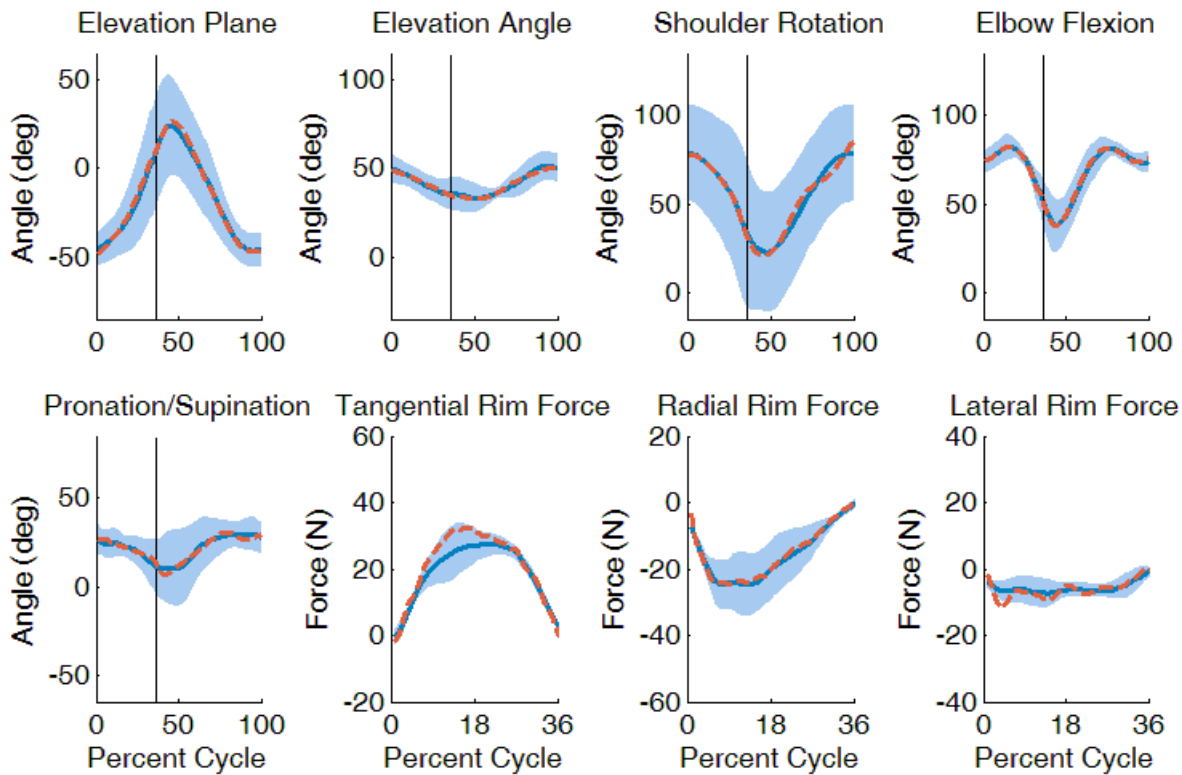 Elevation Plane Elevation Angle Shoulder Rotation Elbow Flexion
Angle (deg)
50
0
-50
0 50 100
Angle (deg)
100
50
0
0 50 100
Angle (deg)
100
50
0
0 50 100
Angle (deg)
100
50
0
0 50 100
Pronation/Supination Tangential Rim Force Radial Rim Force Lateral Rim Force
Angle (deg)
50
0
-50
0 50 100
Percent Cycle
Force (N)
60
40
20
0
-20
0 18 36
Percent Cycle
Force (N)
20
0
-20
-40
-60
0 18 36
Percent Cycle
Force (N)
40
20
0
-20
40
0 18 36
Percent Cycle